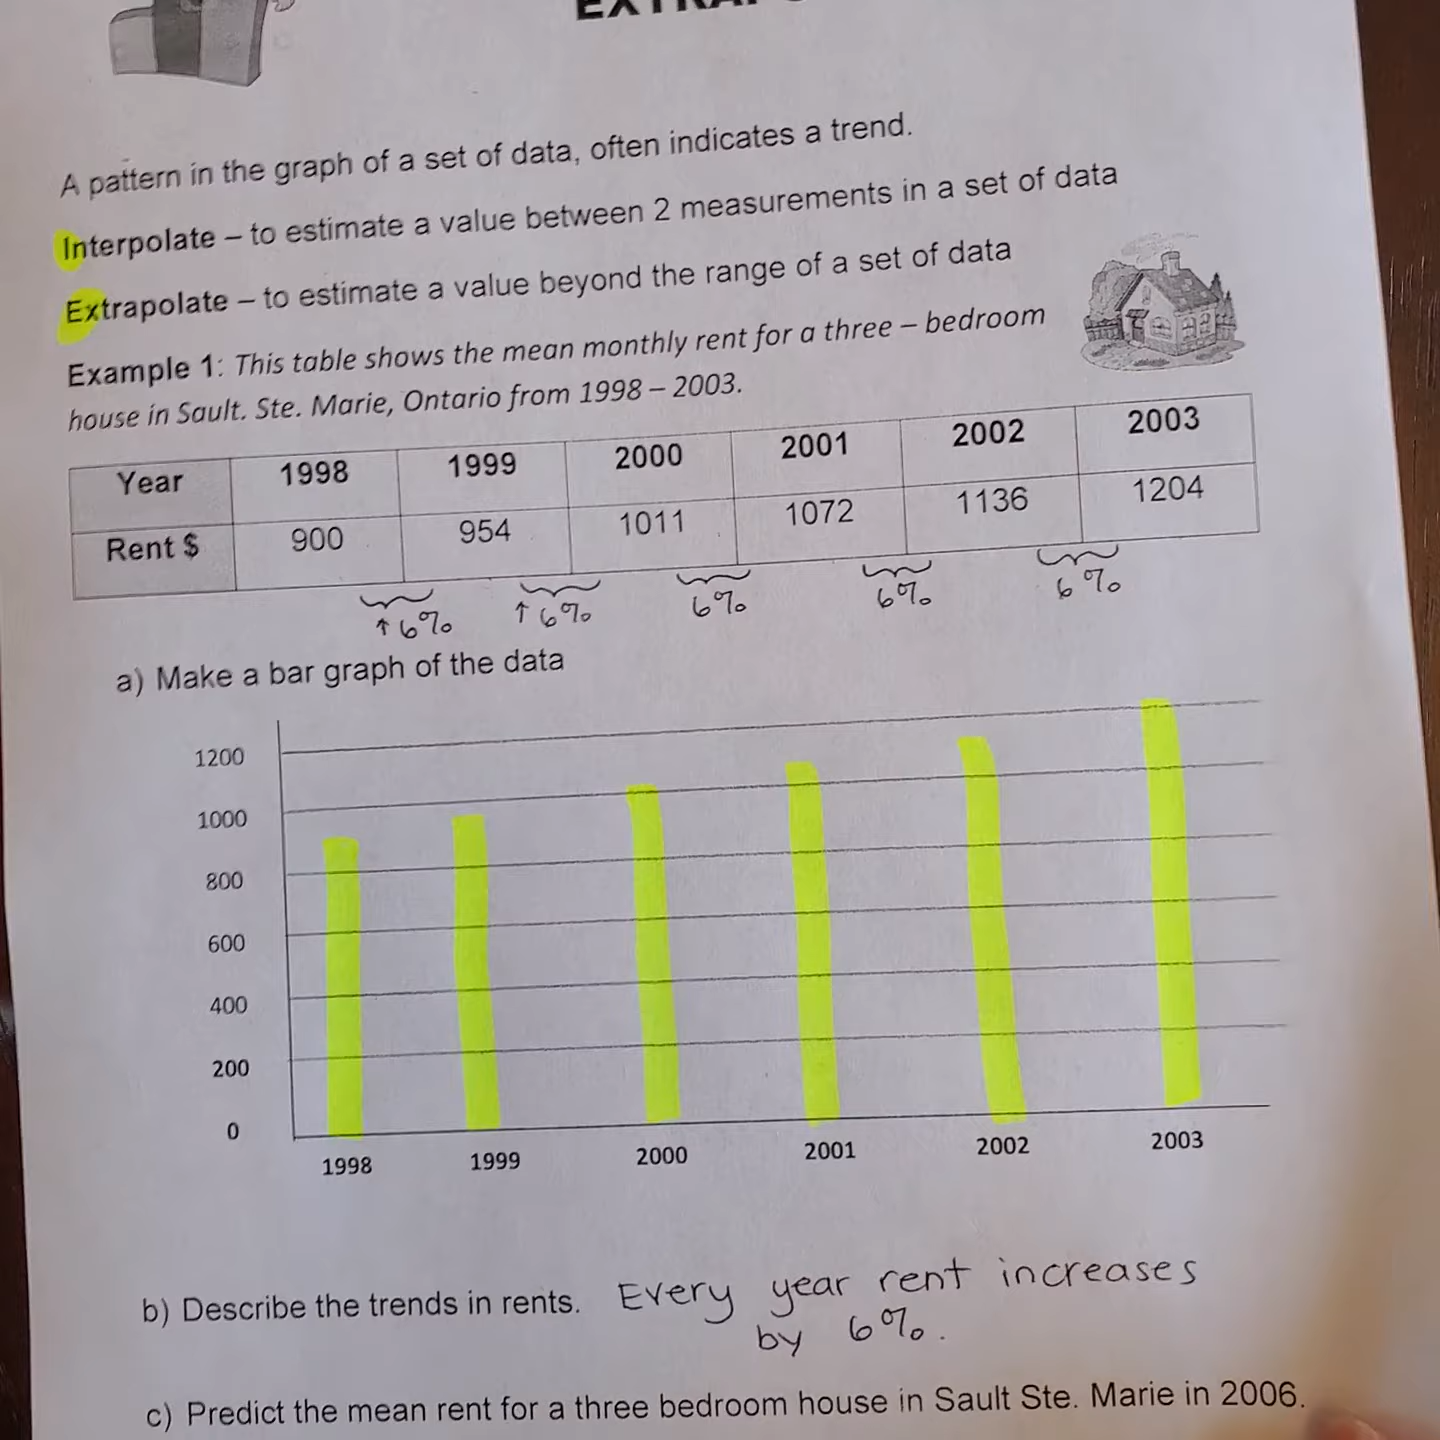 A pattern in the graph of a set of data, often indicates a trend.
Interpolate – to estimate a value between 2 measurements in a set of data
Extrapolate – to estimate a value beyond the range of a set of data
Example 1: This table shows the mean monthly rent for a three – bedroom
house in Sault. Ste. Marie, Ontario from 1998 – 2003.
Year 1998 1999 2000 2001 2002 2003
Rent $ 900 954 1011 1072 1136 1204
↑6% ↑6% 6% 6% 6%
a) Make a bar graph of the data
1200
1000
800
600
400
200
0
1998 1999 2000 2001 2002 2003
b) Describe the trends in rents. Every year rent increases
by 6%.
c) Predict the mean rent for a three bedroom house in Sault Ste. Marie in 2006.